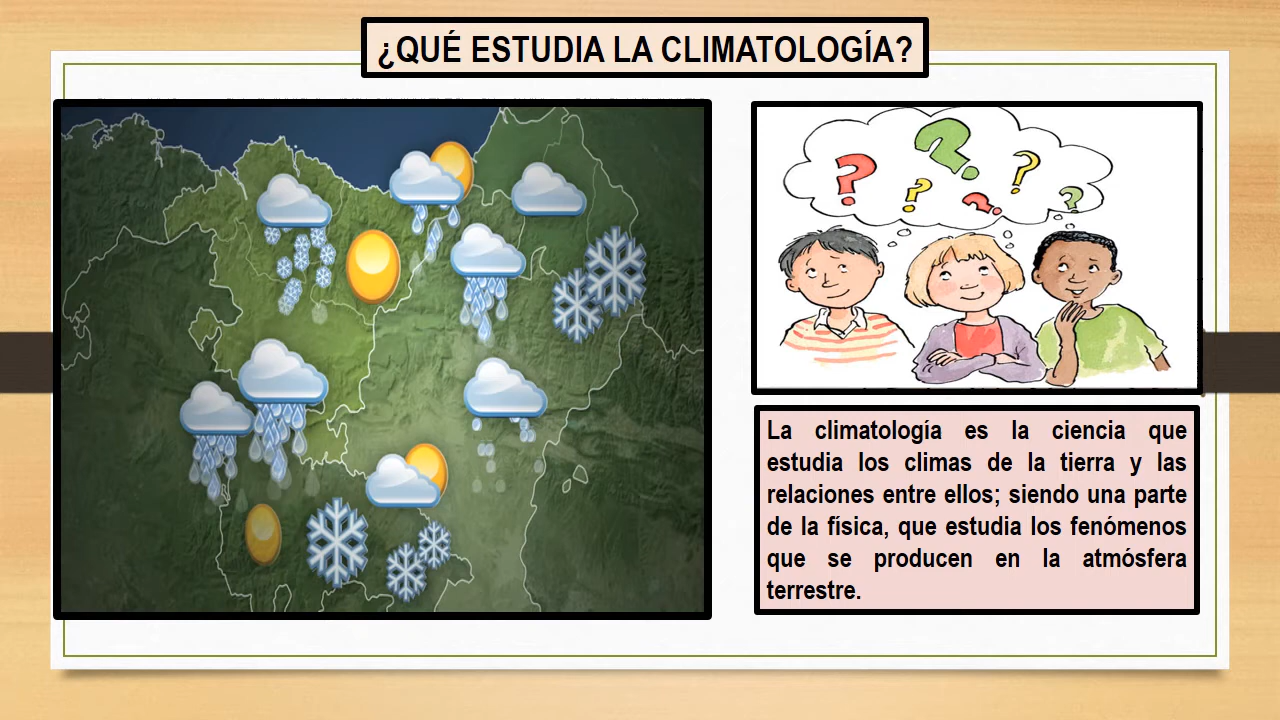 ¿QUÉ ESTUDIA LA CLIMATOLOGÍA?
La climatología es la ciencia que
estudia los climas de la tierra y las
relaciones entre ellos; siendo una parte
de la física, que estudia los fenómenos
que se producen en la atmósfera
terrestre.